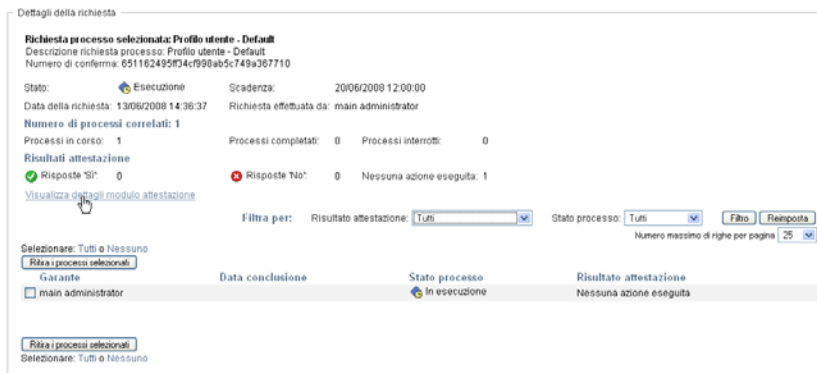 Dettagli della richiesta
Richiesta processo selezionata: Profilo utente - Default
Descrizione richiesta processo: Profilo utente - Default
Numero di conferma: 651162495ff34cf998ab5c749a367710
Stato: Esecuzione Scadenza: 20/06/2008 12:00:00
Data della richiesta: 13/06/2008 14:36:37 Richiesta effettuata da: main administrator
Numero di processi correlati: 1
Processi in corso: 1 Processi completati: 0 Processi interrotti: 0
Risultati attestazione
Risposte 'Sì': 0 Risposte 'No': 0 Nessuna azione eseguita: 1
Visualizza dettagli modulo attestazione
Filtra per: Risultato attestazione: Tutti Stato processo: Tutti Filtro Reimposta
Numero massimo di righe per pagina 25
Selezionare: Tutti o Nessuno
Ritira i processi selezionati
Garante Data conclusione Stato processo Risultato attestazione
main administrator In esecuzione Nessuna azione eseguita
Ritira i processi selezionati
Selezionare: Tutti o Nessuno